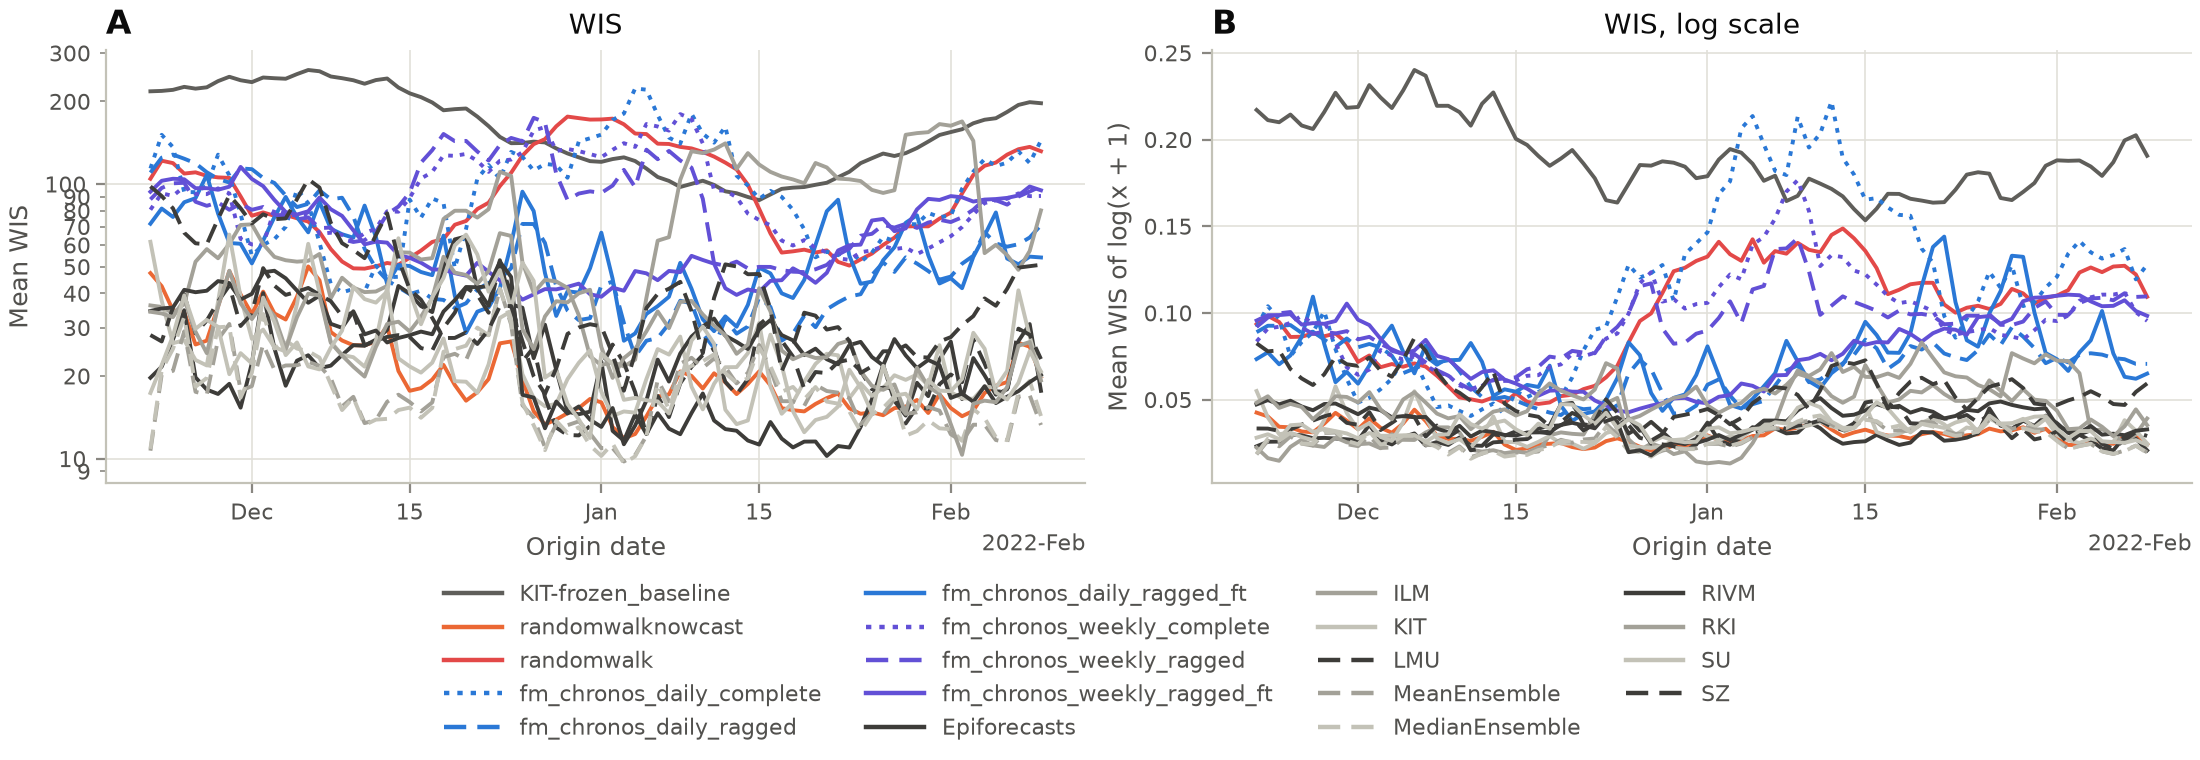 A
WIS
B
WIS, log scale
Mean WIS
300
200
100
90
80
70
60
50
40
30
20
10
9
Dec
15
Jan
15
Feb
Origin date
2022-Feb
Mean WIS of log(x + 1)
0.25
0.20
0.15
0.10
0.05
Dec
15
Jan
15
Feb
Origin date
2022-Feb
KIT-frozen_baseline
randomwalknowcast
randomwalk
fm_chronos_daily_complete
fm_chronos_daily_ragged
fm_chronos_daily_ragged_ft
fm_chronos_weekly_complete
fm_chronos_weekly_ragged
fm_chronos_weekly_ragged_ft
Epiforecasts
ILM
KIT
LMU
MeanEnsemble
MedianEnsemble
RIVM
RKI
SU
SZ